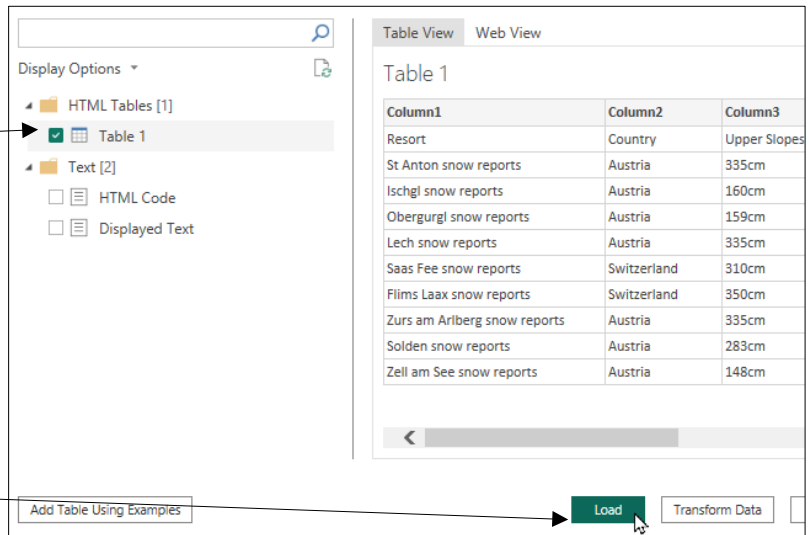 Display Options
HTML Tables [1]
Table 1
Text [2]
HTML Code
Displayed Text
Add Table Using Examples
Table View Web View
Table 1
Column1 Column2 Column3
Resort Country Upper Slopes
St Anton snow reports Austria 335cm
Ischgl snow reports Austria 160cm
Obergurgl snow reports Austria 159cm
Lech snow reports Austria 335cm
Saas Fee snow reports Switzerland 310cm
Flims Laax snow reports Switzerland 350cm
Zurs am Arlberg snow reports Austria 335cm
Solden snow reports Austria 283cm
Zell am See snow reports Austria 148cm
Load Transform Data